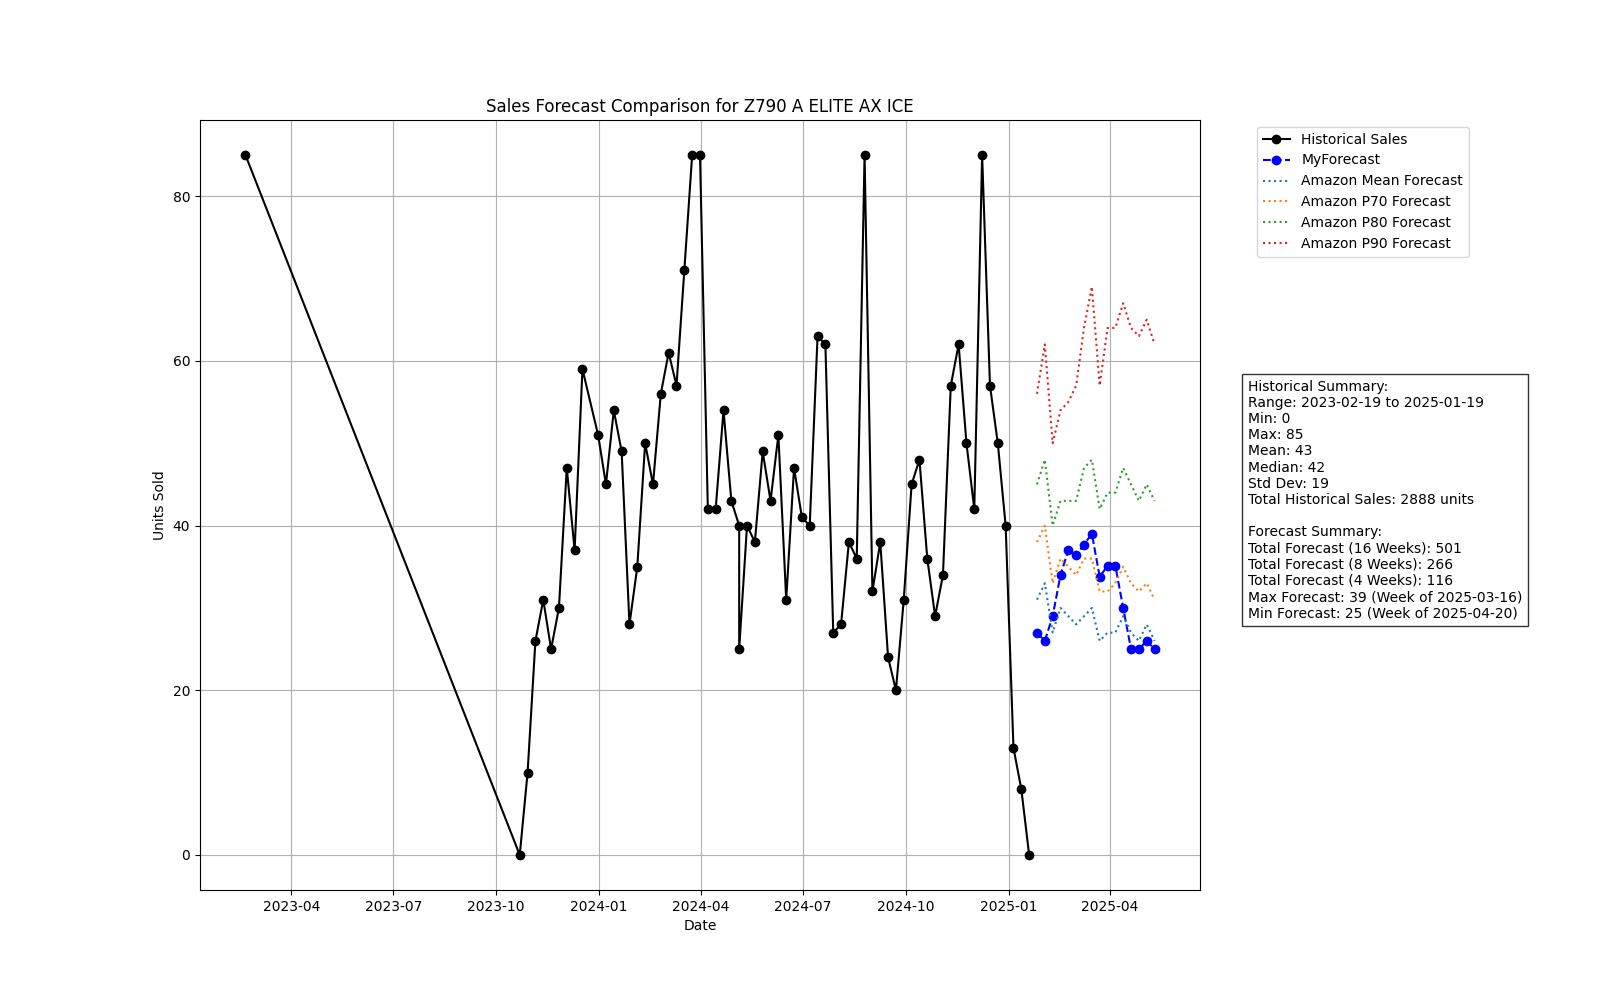 Sales Forecast Comparison for Z790 A ELITE AX ICE
Units Sold
80
60
40
20
0
2023-04
2023-07
2023-10
2024-01
2024-04
2024-07
2024-10
2025-01
2025-04
Date
Historical Sales
MyForecast
Amazon Mean Forecast
Amazon P70 Forecast
Amazon P80 Forecast
Amazon P90 Forecast
Historical Summary:
Range: 2023-02-19 to 2025-01-19
Min: 0
Max: 85
Mean: 43
Median: 42
Std Dev: 19
Total Historical Sales: 2888 units
Forecast Summary:
Total Forecast (16 Weeks): 501
Total Forecast (8 Weeks): 266
Total Forecast (4 Weeks): 116
Max Forecast: 39 (Week of 2025-03-16)
Min Forecast: 25 (Week of 2025-04-20)